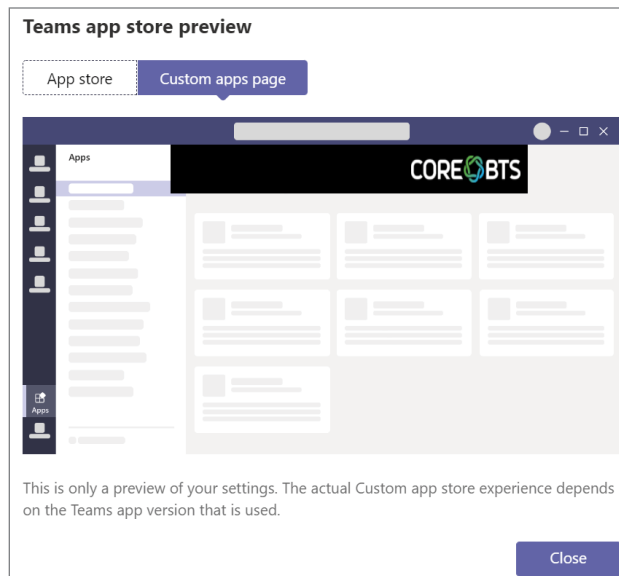 Teams app store preview
App store
Custom apps page
Apps
CORE BTS
Apps
This is only a preview of your settings. The actual Custom app store experience depends
on the Teams app version that is used.
Close